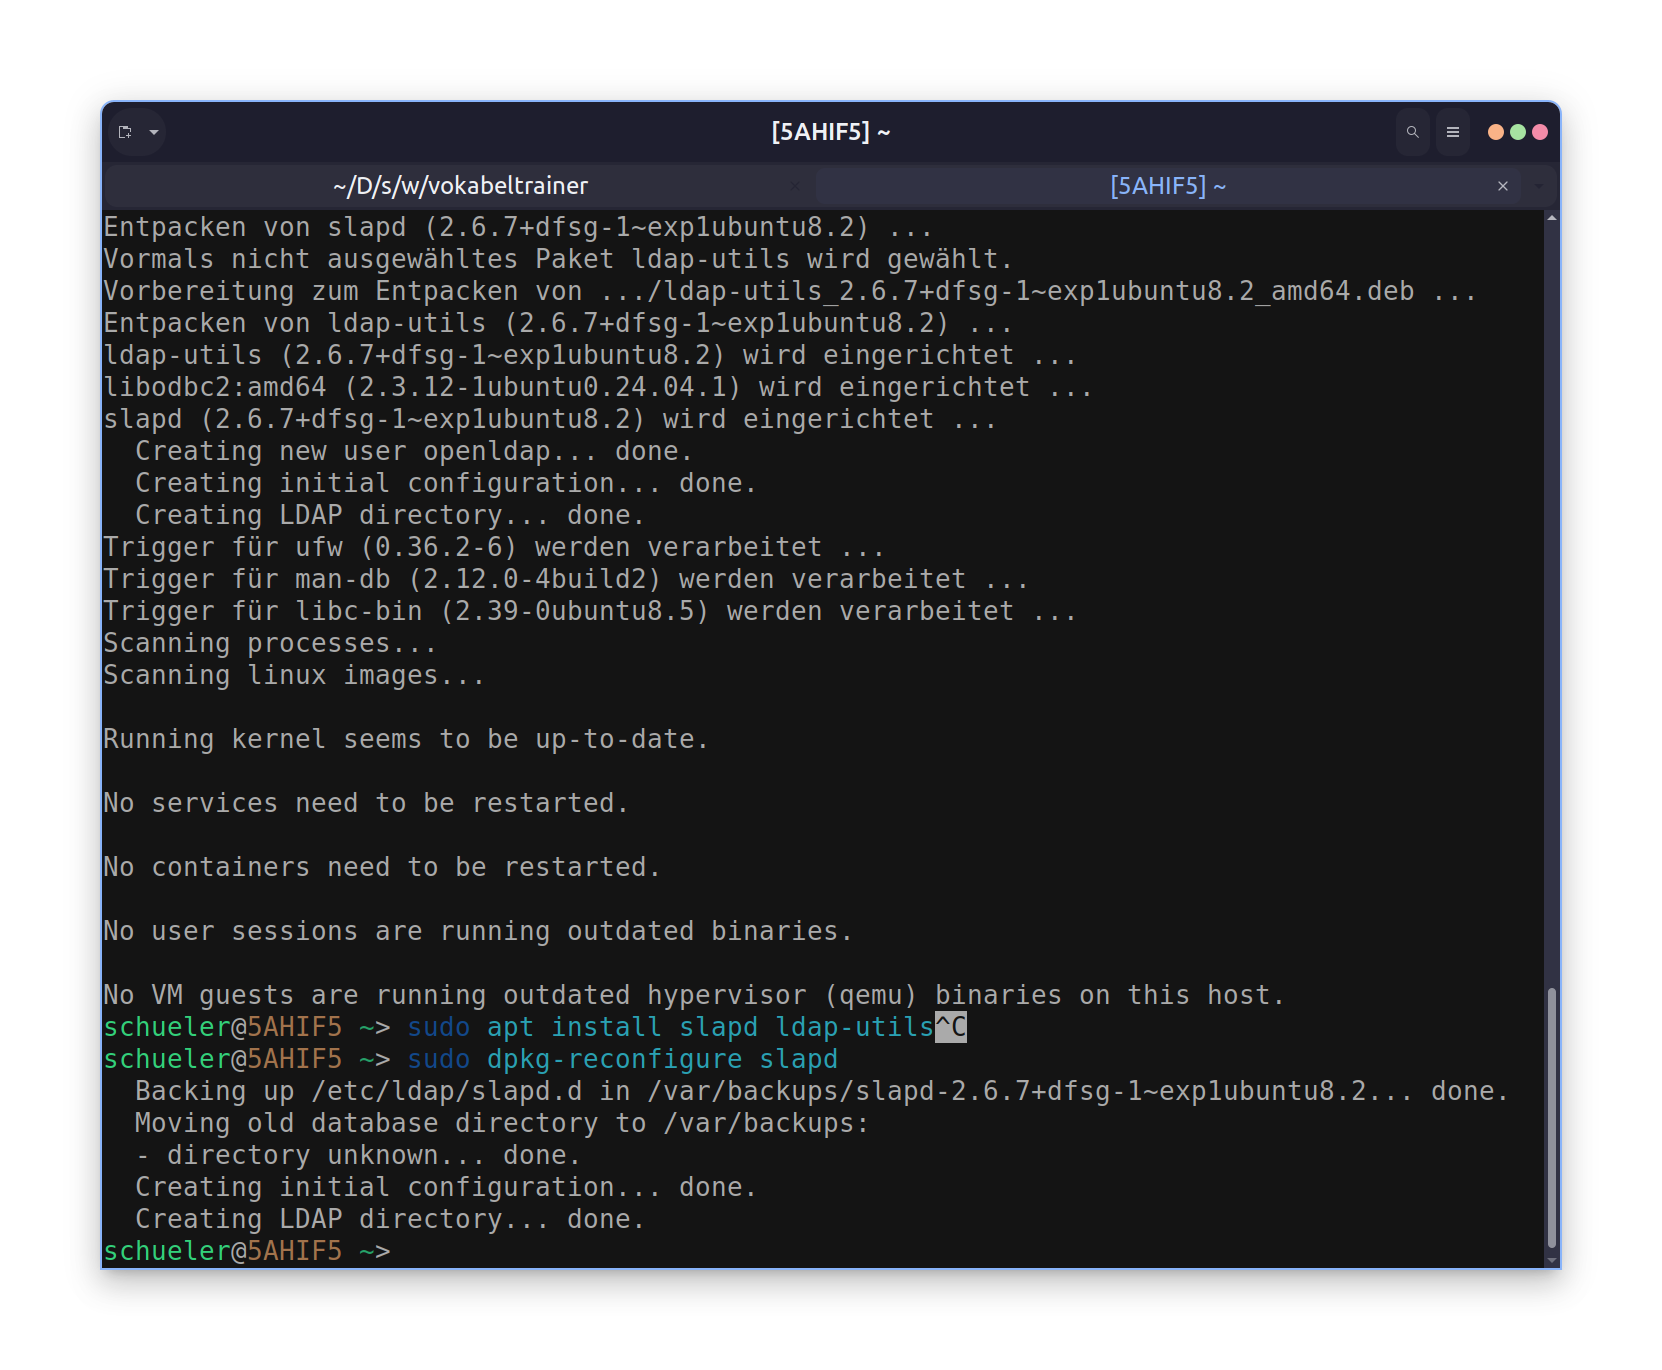 [5AHIF5] ~
~/D/s/w/vokabeltrainer
[5AHIF5] ~
Entpacken von slapd (2.6.7+dfsg-1~exp1ubuntu8.2) ...
Vormals nicht ausgewähltes Paket ldap-utils wird gewählt.
Vorbereitung zum Entpacken von .../ldap-utils_2.6.7+dfsg-1~exp1ubuntu8.2_amd64.deb ...
Entpacken von ldap-utils (2.6.7+dfsg-1~exp1ubuntu8.2) ...
ldap-utils (2.6.7+dfsg-1~exp1ubuntu8.2) wird eingerichtet ...
libodbc2:amd64 (2.3.12-1ubuntu0.24.04.1) wird eingerichtet ...
slapd (2.6.7+dfsg-1~exp1ubuntu8.2) wird eingerichtet ...
  Creating new user openldap... done.
  Creating initial configuration... done.
  Creating LDAP directory... done.
Trigger für ufw (0.36.2-6) werden verarbeitet ...
Trigger für man-db (2.12.0-4build2) werden verarbeitet ...
Trigger für libc-bin (2.39-0ubuntu8.5) werden verarbeitet ...
Scanning processes...
Scanning linux images...
Running kernel seems to be up-to-date.
No services need to be restarted.
No containers need to be restarted.
No user sessions are running outdated binaries.
No VM guests are running outdated hypervisor (qemu) binaries on this host.
schueler@5AHIF5 ~> sudo apt install slapd ldap-utils^C
schueler@5AHIF5 ~> sudo dpkg-reconfigure slapd
  Backing up /etc/ldap/slapd.d in /var/backups/slapd-2.6.7+dfsg-1~exp1ubuntu8.2... done.
  Moving old database directory to /var/backups:
  - directory unknown... done.
  Creating initial configuration... done.
  Creating LDAP directory... done.
schueler@5AHIF5 ~>